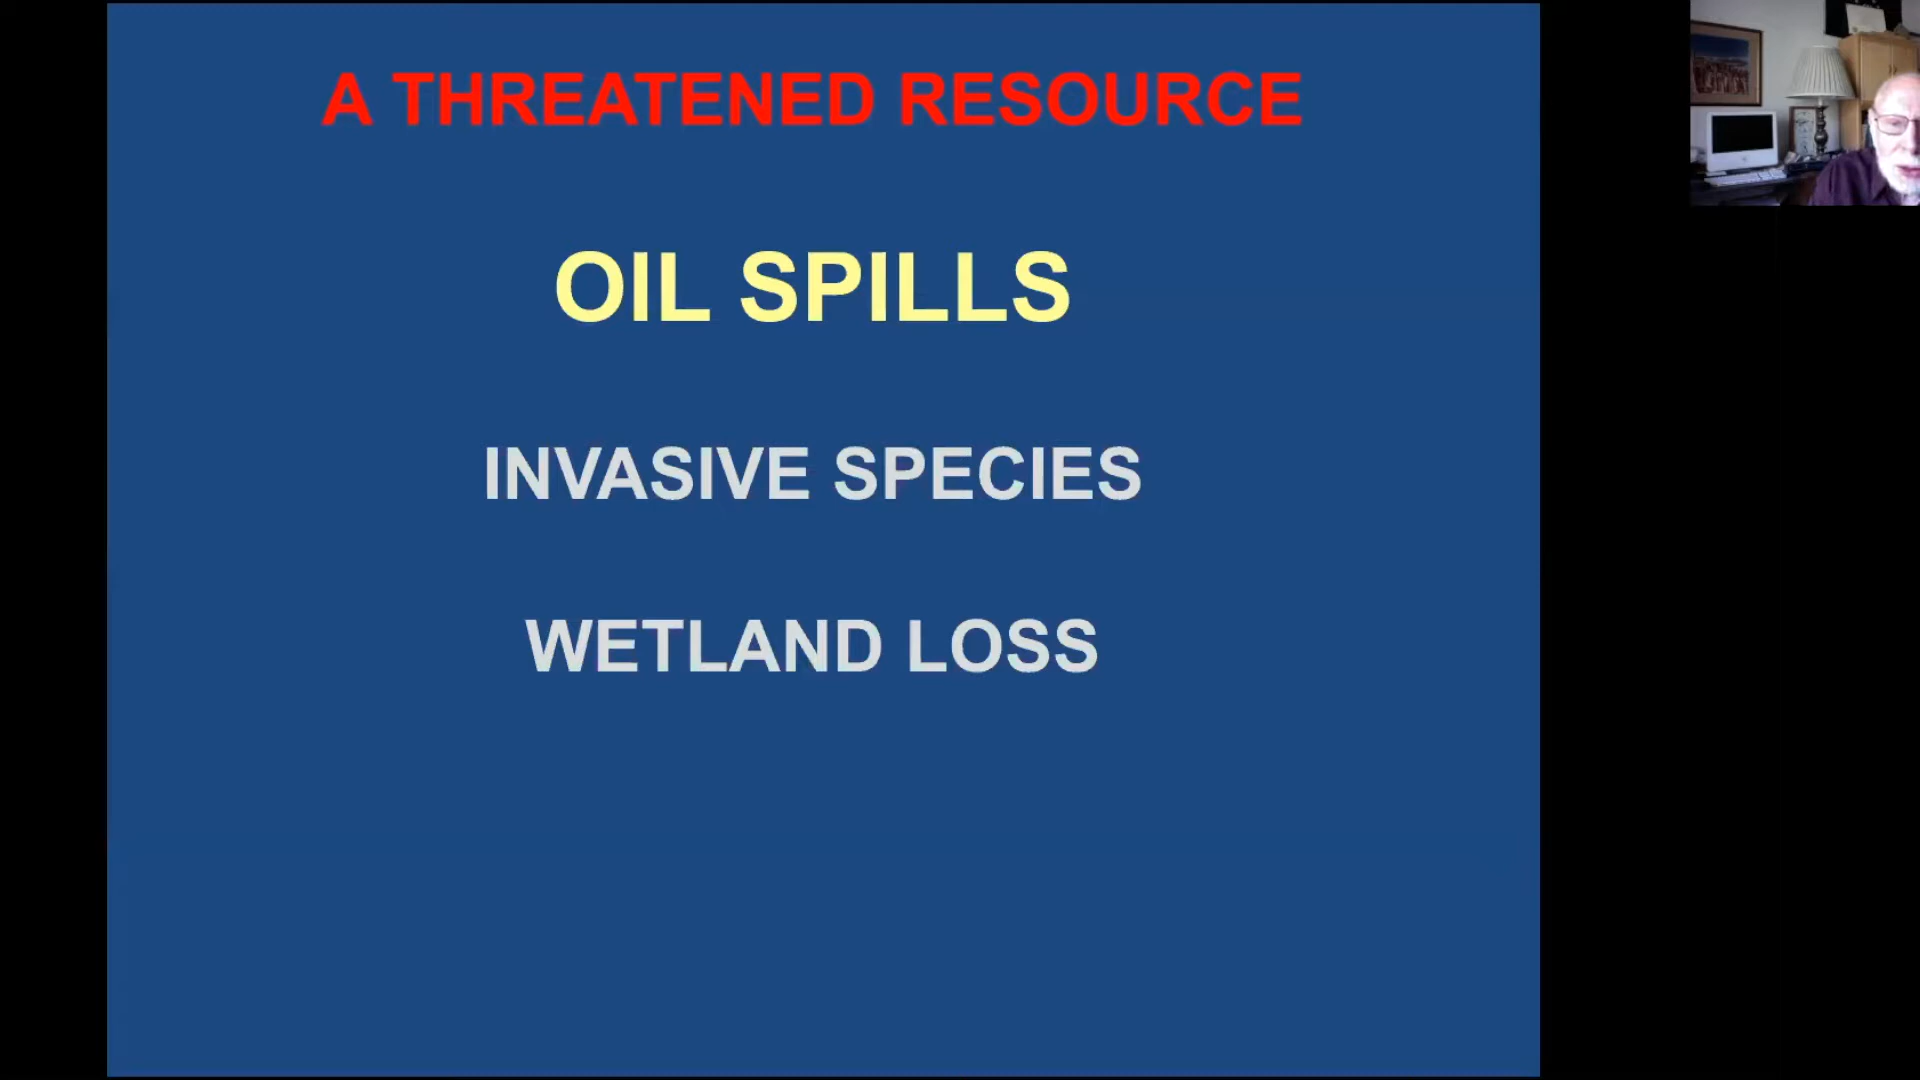 A THREATENED RESOURCE
OIL SPILLS
INVASIVE SPECIES
WETLAND LOSS